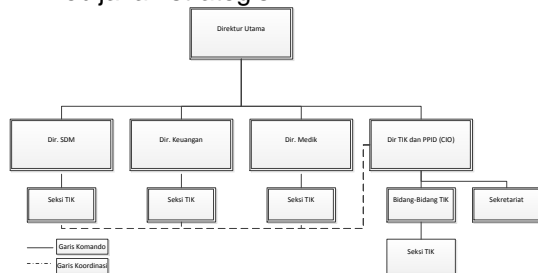 Direktur Utama
Dir. SDM
Dir. Keuangan
Dir. Medik
Dir TIK dan PPID (CIO)
Seksi TIK
Seksi TIK
Seksi TIK
Bidang-Bidang TIK
Sekretariat
Garis Komando
Seksi TIK
Garis Koordinasi